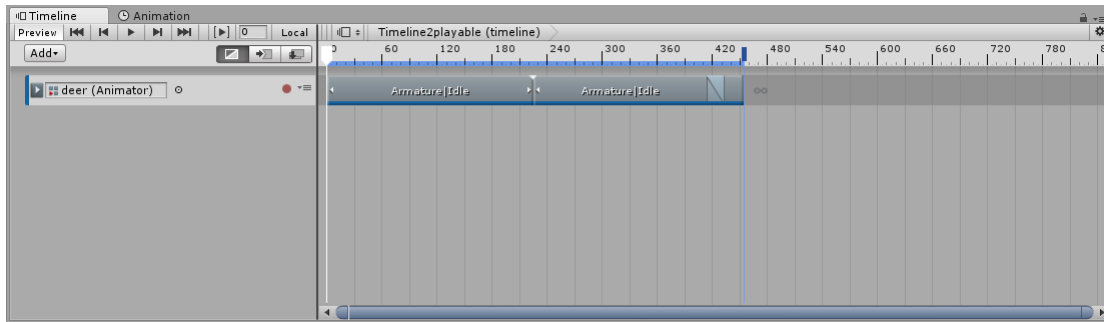 Timeline Animation
Preview 0 Local Timeline2playable (timeline)
Add 0 60 120 180 240 300 360 420 480 540 600 660 720 780
deer (Animator) Armature|Idle Armature|Idle ∞